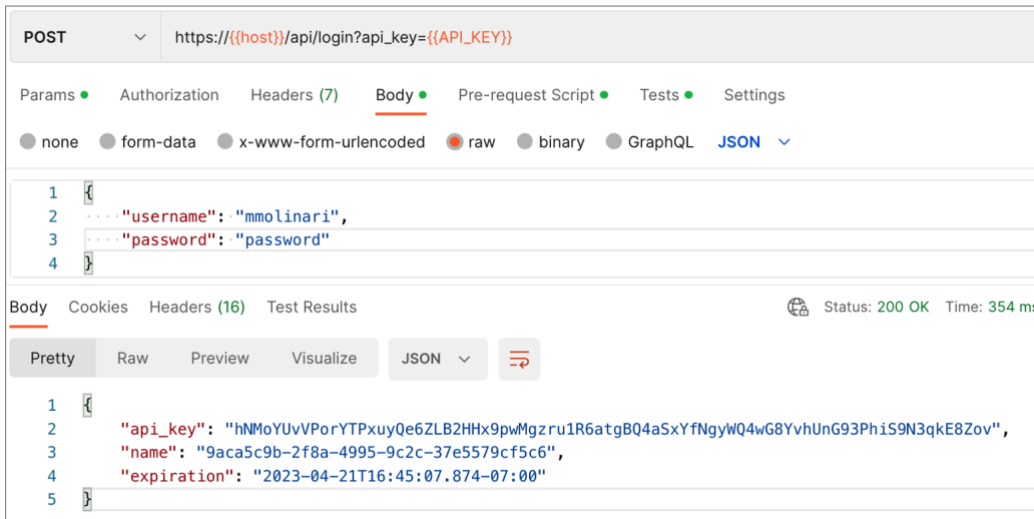 POST https://{{host}}/api/login?api_key={{API_KEY}}
Params Authorization Headers (7) Body Pre-request Script Tests Settings
none form-data x-www-form-urlencoded raw binary GraphQL JSON
1 {
2 ····"username":·"mmolinari",
3 ····"password":·"password"
4 }
Body Cookies Headers (16) Test Results Status: 200 OK Time: 354 ms
Pretty Raw Preview Visualize JSON
1 {
2 "api_key": "hNMoYUvVPorYTPxuyQe6ZLB2HHx9pwMgzru1R6atgBQ4aSxYfNgyWQ4wG8YvhUnG93PhiS9N3qkE8Zov",
3 "name": "9aca5c9b-2f8a-4995-9c2c-37e5579cf5c6",
4 "expiration": "2023-04-21T16:45:07.874-07:00"
5 }